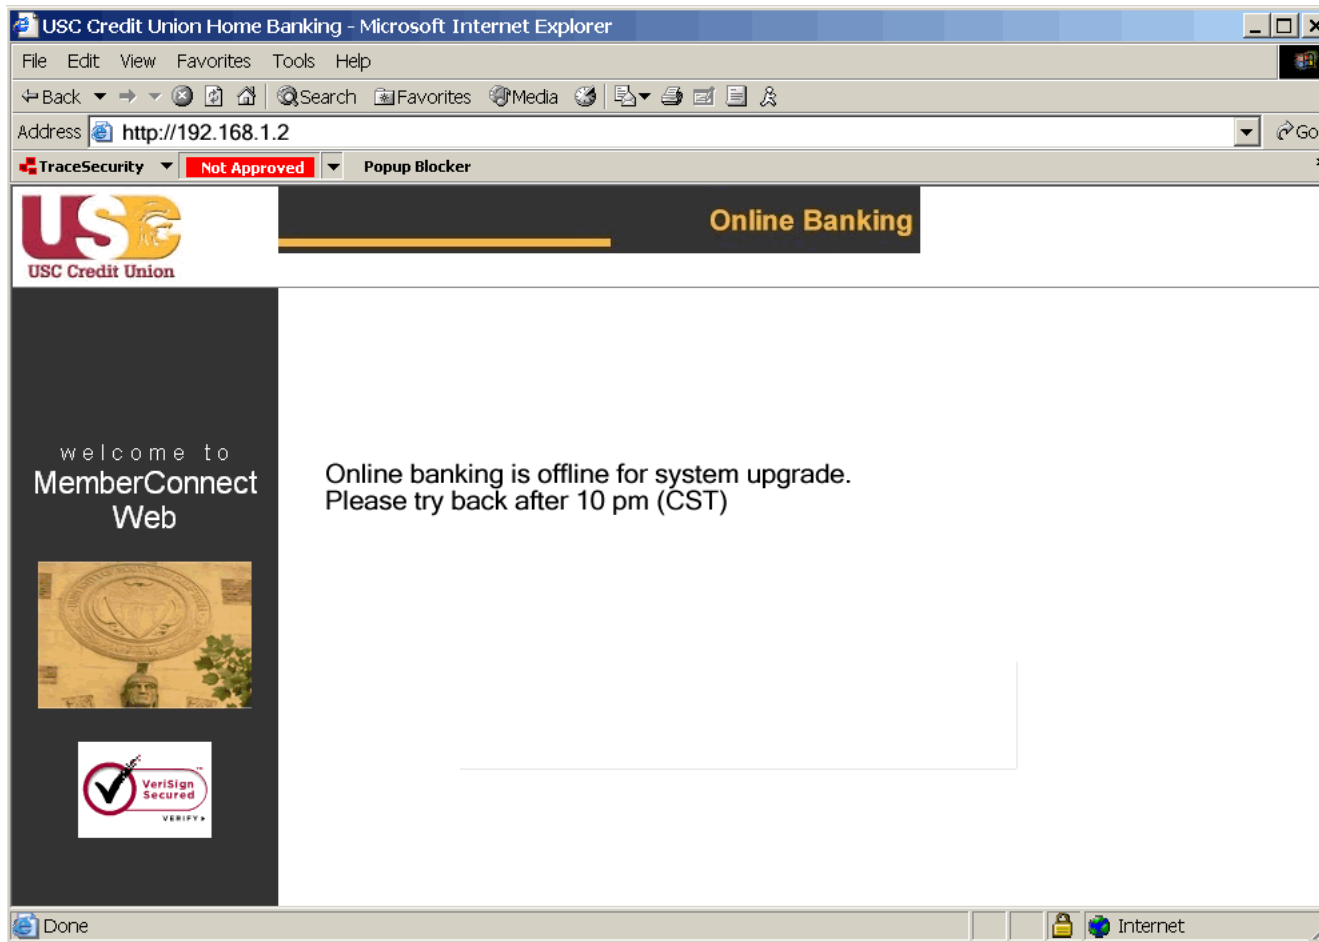 USC Credit Union Home Banking - Microsoft Internet Explorer
File Edit View Favorites Tools Help
Back Search Favorites Media
Address http://192.168.1.2 Go
TraceSecurity Not Approved Popup Blocker
USC
USC Credit Union
Online Banking
welcome to
MemberConnect
Web
Online banking is offline for system upgrade.
Please try back after 10 pm (CST)
VeriSign
Secured
VERIFY
Done Internet